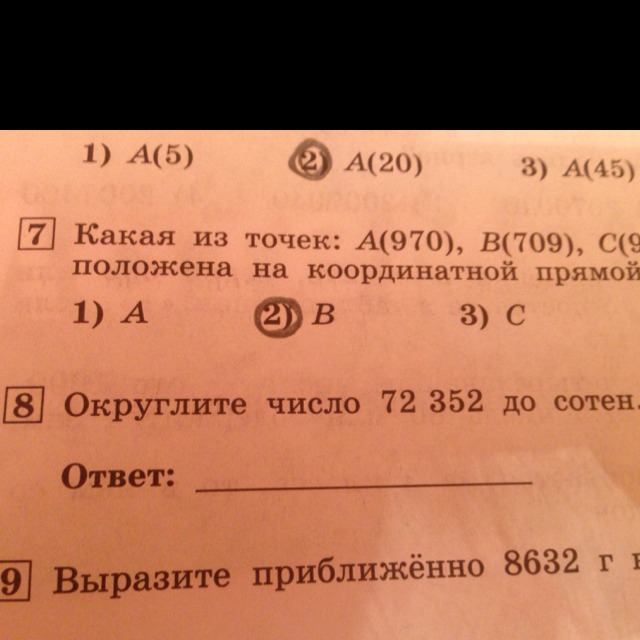 1) A(5) 2) A(20) 3) A(45)
7 Какая из точек: A(970), B(709), C(9
положена на координатной прямой
1) A 2) B 3) C
8 Округлите число 72 352 до сотен.
Ответ:
9 Выразите приближённо 8632 г в